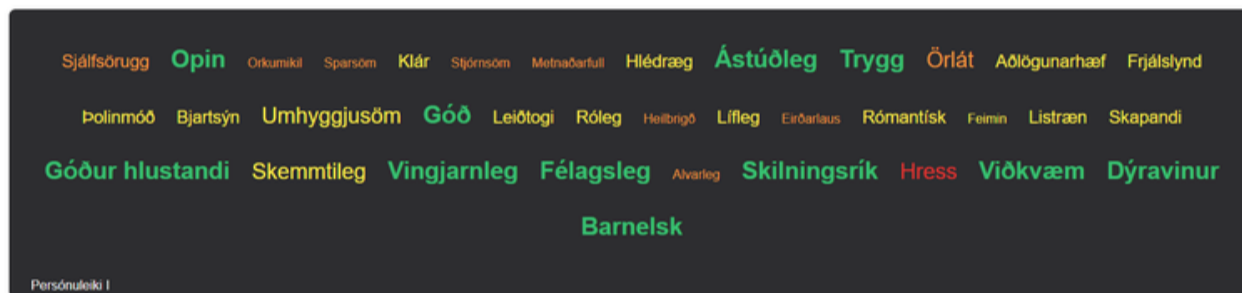 Sjálfsörugg Opin Orkumikil Sparsöm Klár Stjórnsöm Metnaðarfull Hlédræg Ástúðleg Trygg Örlát Aðlögunarhæf Frjálslynd
Þolinmóð Bjartsýn Umhyggjusöm Góð Leiðtogi Róleg Heilbrigð Lífleg Eirðarlaus Rómantísk Feimin Listræn Skapandi
Góður hlustandi Skemmtileg Vingjarnleg Félagsleg Alvarleg Skilningsrík Hress Viðkvæm Dýravinur
Barnelsk
Persónuleiki I